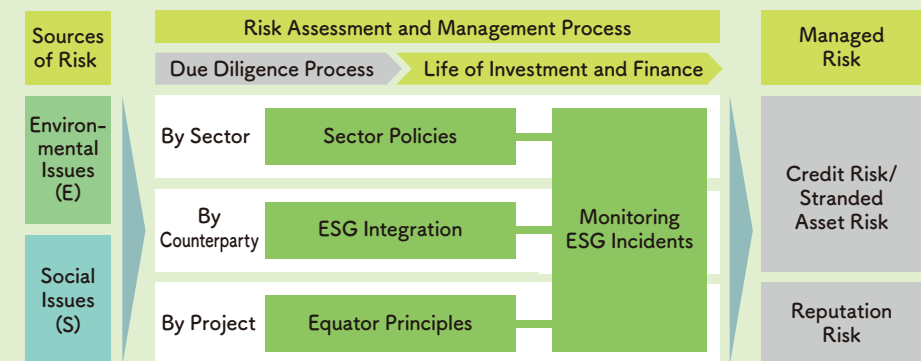 Sources
of Risk
Risk Assessment and Management Process
Managed
Risk
Due Diligence Process
Life of Investment and Finance
Environ-
mental
Issues
(E)
Social
Issues
(S)
By Sector
Sector Policies
By
Counterparty
ESG Integration
By Project
Equator Principles
Monitoring
ESG Incidents
Credit Risk/
Stranded
Asset Risk
Reputation
Risk